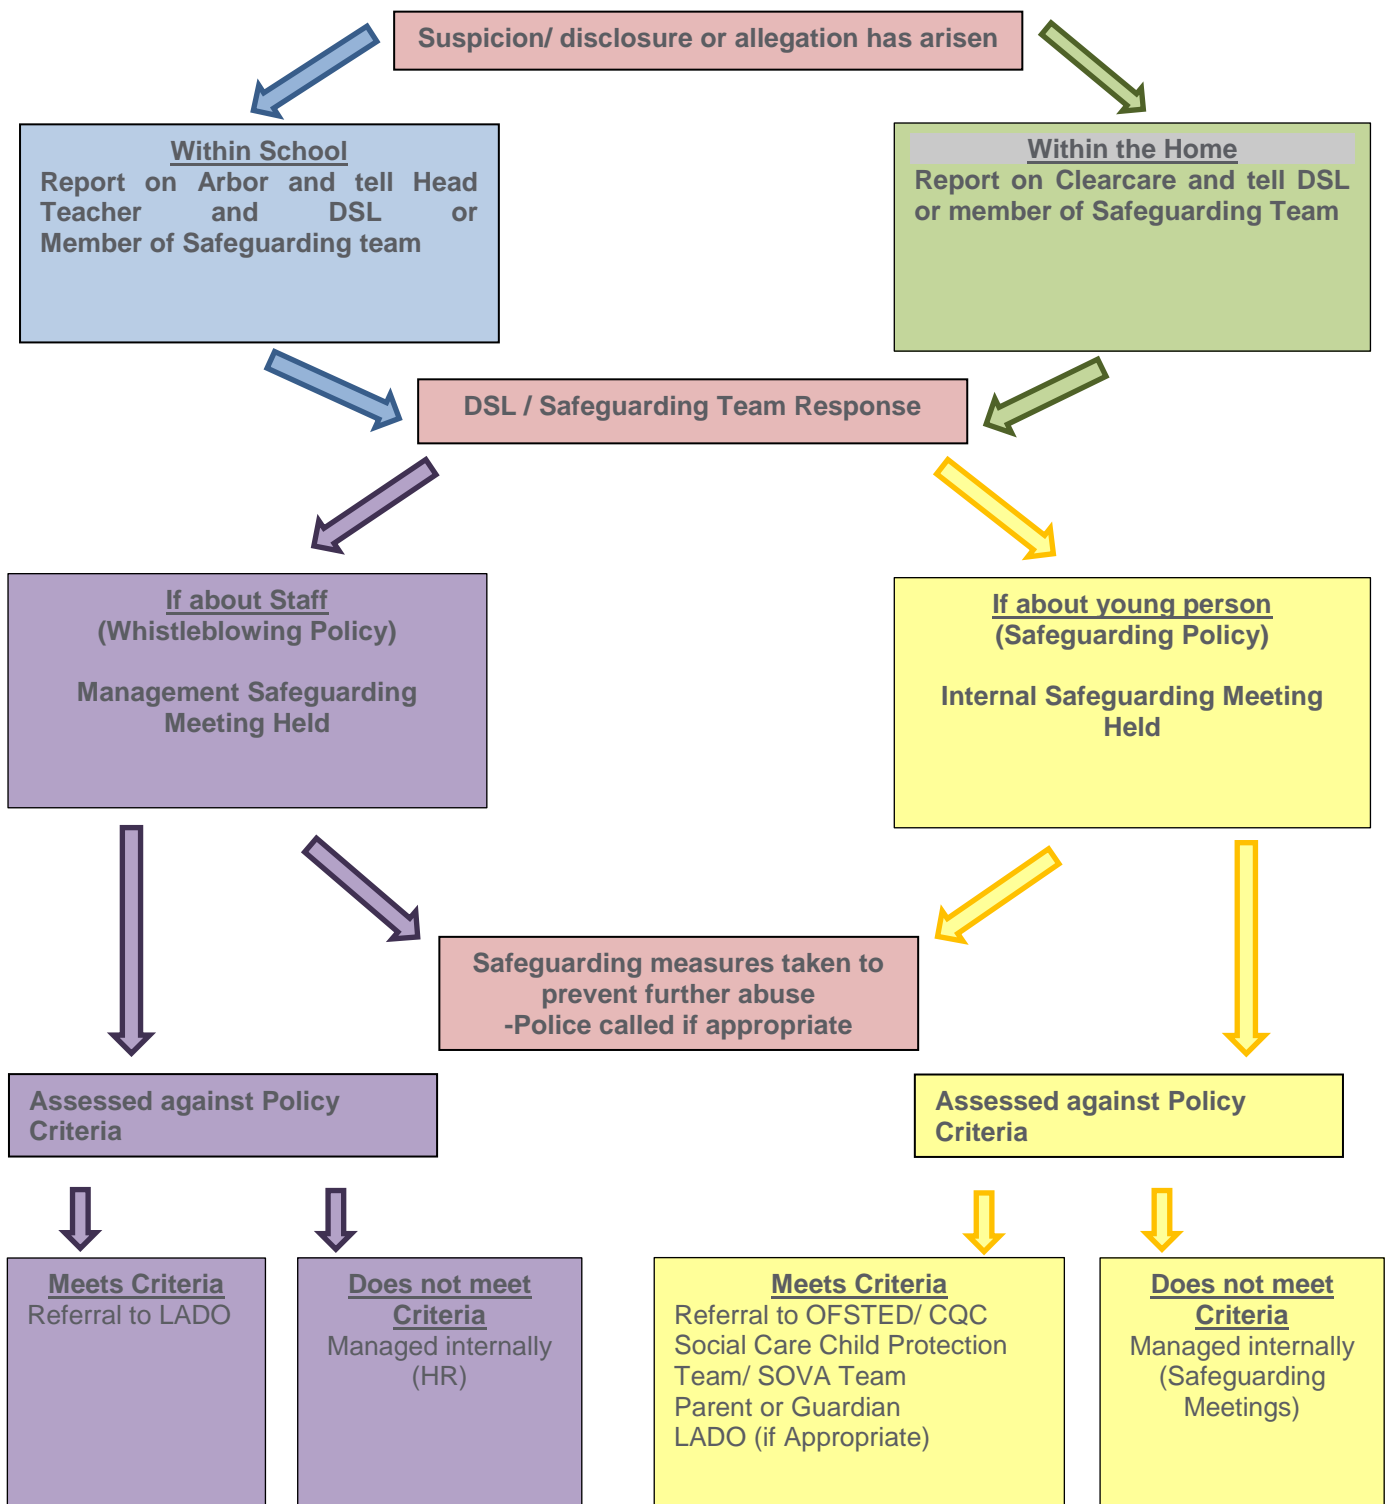 Suspicion/ disclosure or allegation has arisen
Within School
Report on Arbor and tell Head
Teacher and DSL or
Member of Safeguarding team
Within the Home
Report on Clearcare and tell DSL
or member of Safeguarding Team
DSL / Safeguarding Team Response
If about Staff
(Whistleblowing Policy)
Management Safeguarding
Meeting Held
If about young person
(Safeguarding Policy)
Internal Safeguarding Meeting
Held
Safeguarding measures taken to
prevent further abuse
-Police called if appropriate
Assessed against Policy
Criteria
Assessed against Policy
Criteria
Meets Criteria
Referral to LADO
Does not meet
Criteria
Managed internally
(HR)
Meets Criteria
Referral to OFSTED/ CQC
Social Care Child Protection
Team/ SOVA Team
Parent or Guardian
LADO (if Appropriate)
Does not meet
Criteria
Managed internally
(Safeguarding
Meetings)